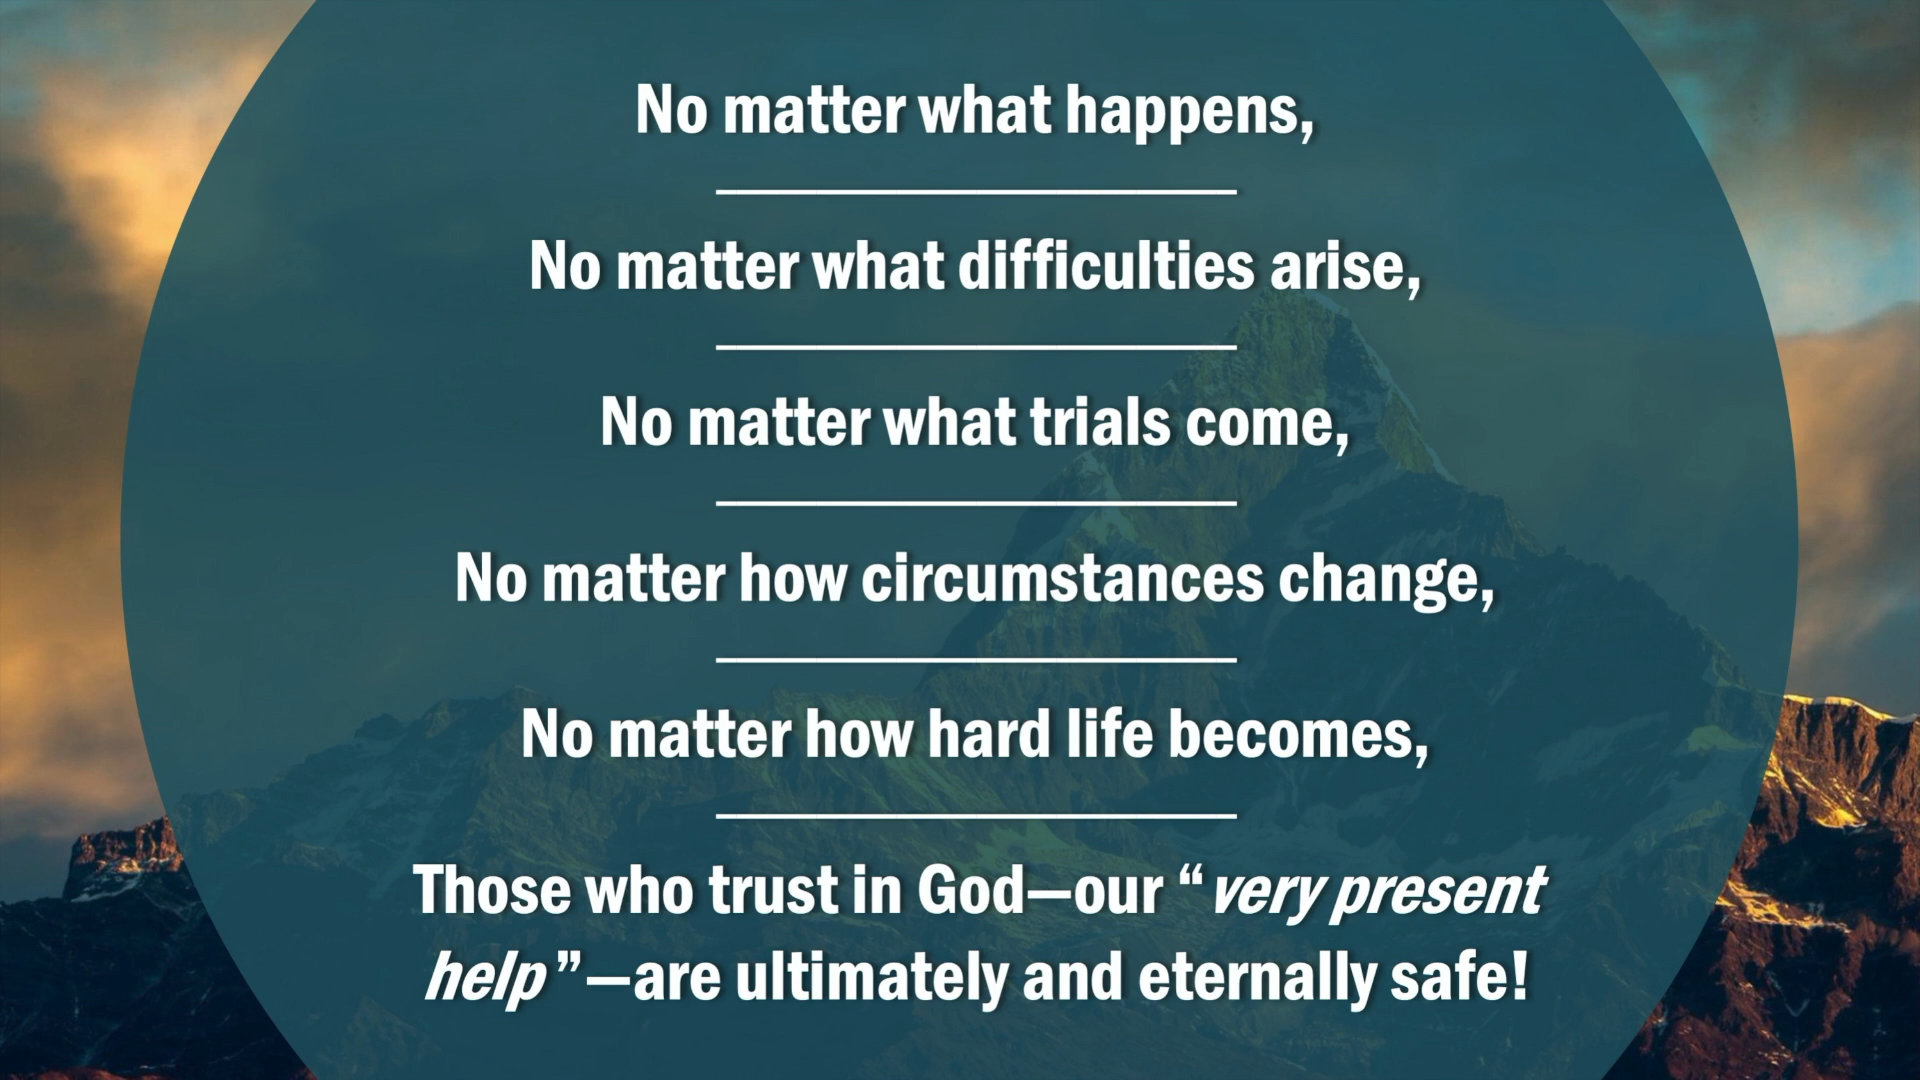 No matter what happens,
No matter what difficulties arise,
No matter what trials come,
No matter how circumstances change,
No matter how hard life becomes,
Those who trust in God—our “very present
help”—are ultimately and eternally safe!